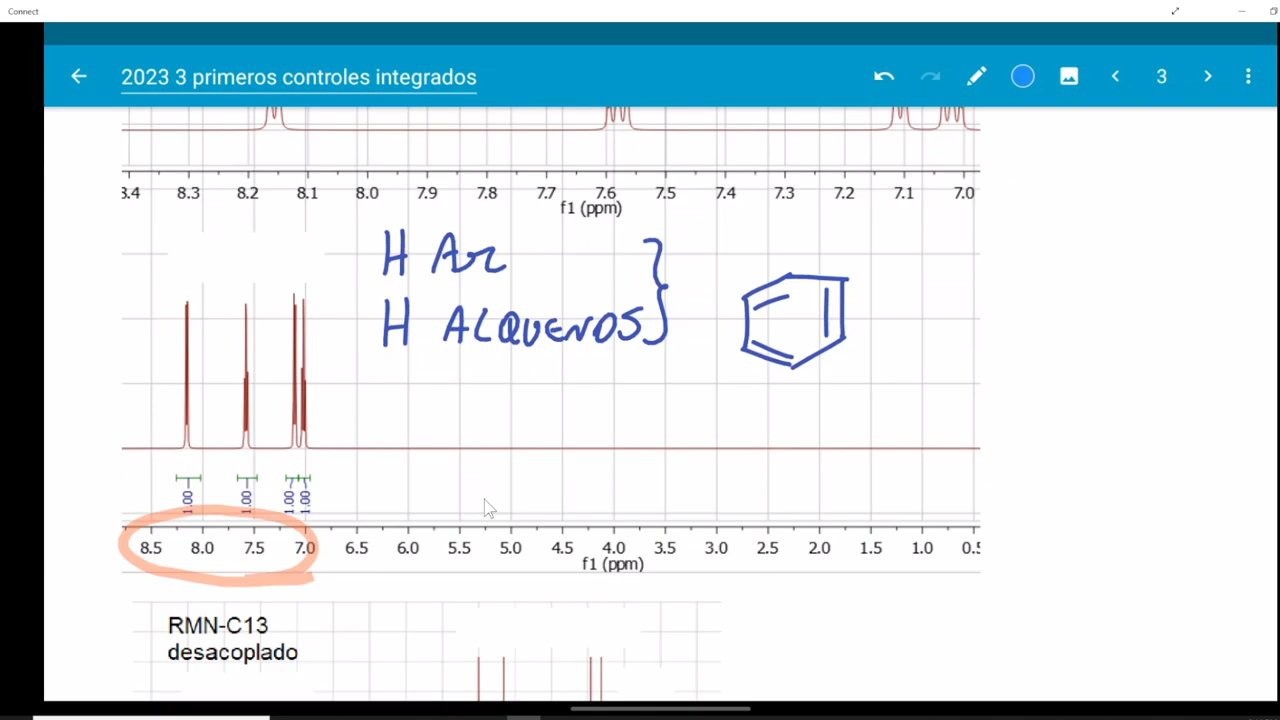 Connect
2023 3 primeros controles integrados
3
3.4 8.3 8.2 8.1 8.0 7.9 7.8 7.7 7.6 7.5 7.4 7.3 7.2 7.1 7.0
f1 (ppm)
H Ar
H ALQUENOS
1.00 1.00 1.00 1.00
8.5 8.0 7.5 7.0 6.5 6.0 5.5 5.0 4.5 4.0 3.5 3.0 2.5 2.0 1.5 1.0 0.5
f1 (ppm)
RMN-C13
desacoplado